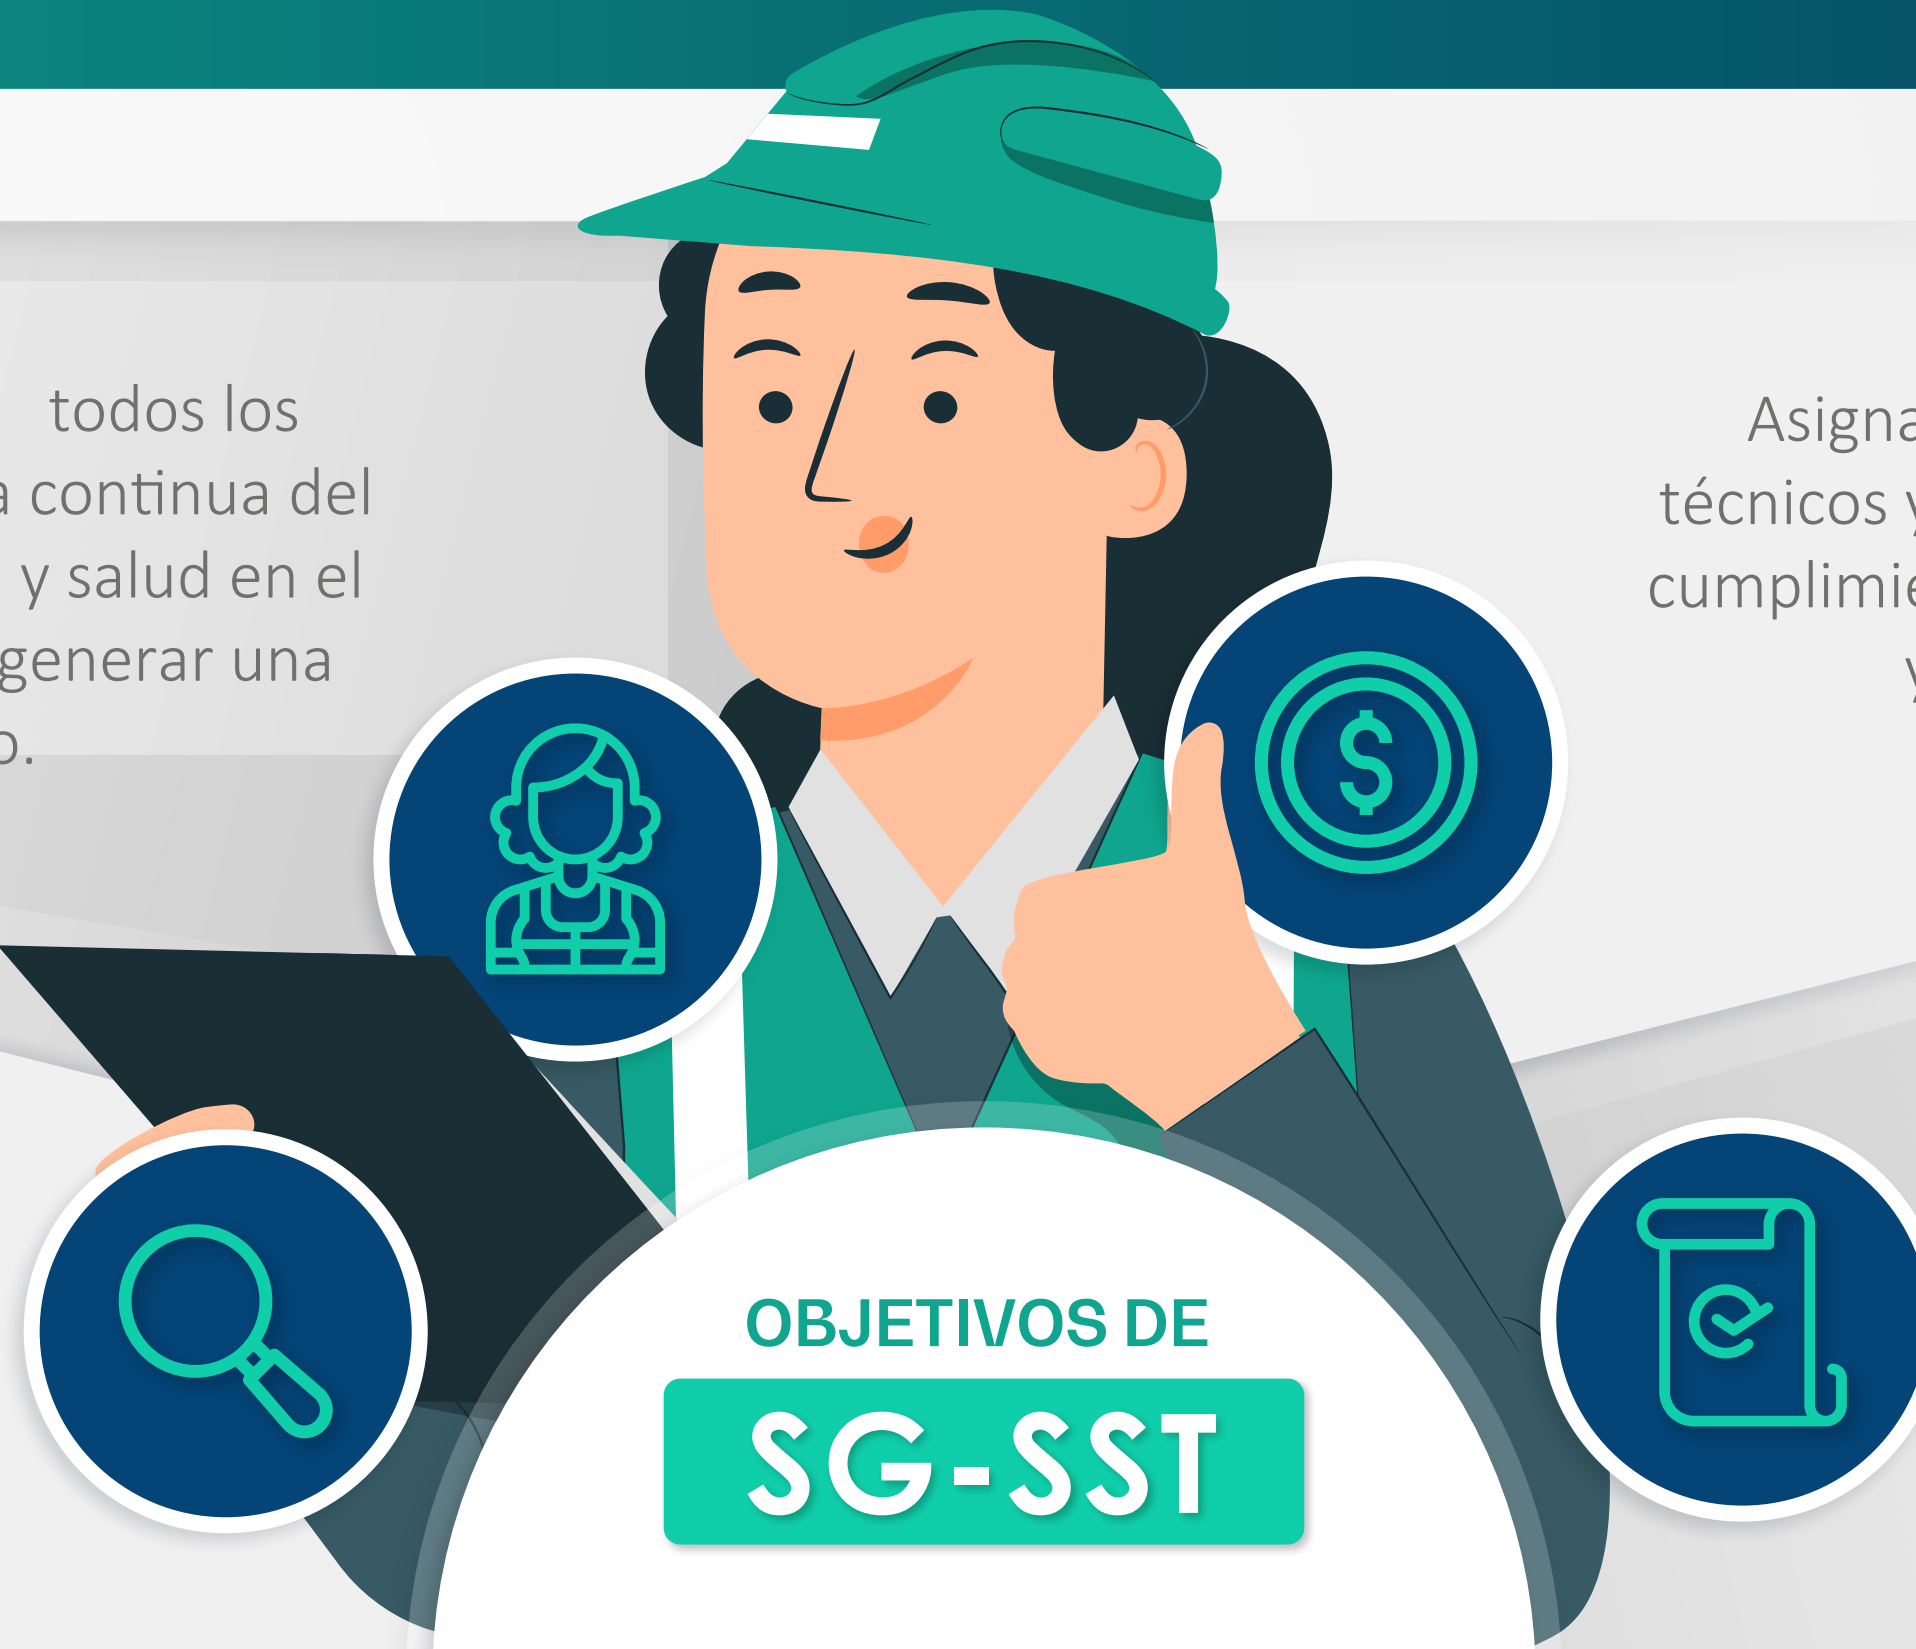 todos los
a continua del
y salud en el
generar una
o.
Asigna
técnicos y
cumplimie
y
OBJETIVOS DE
SG-SST